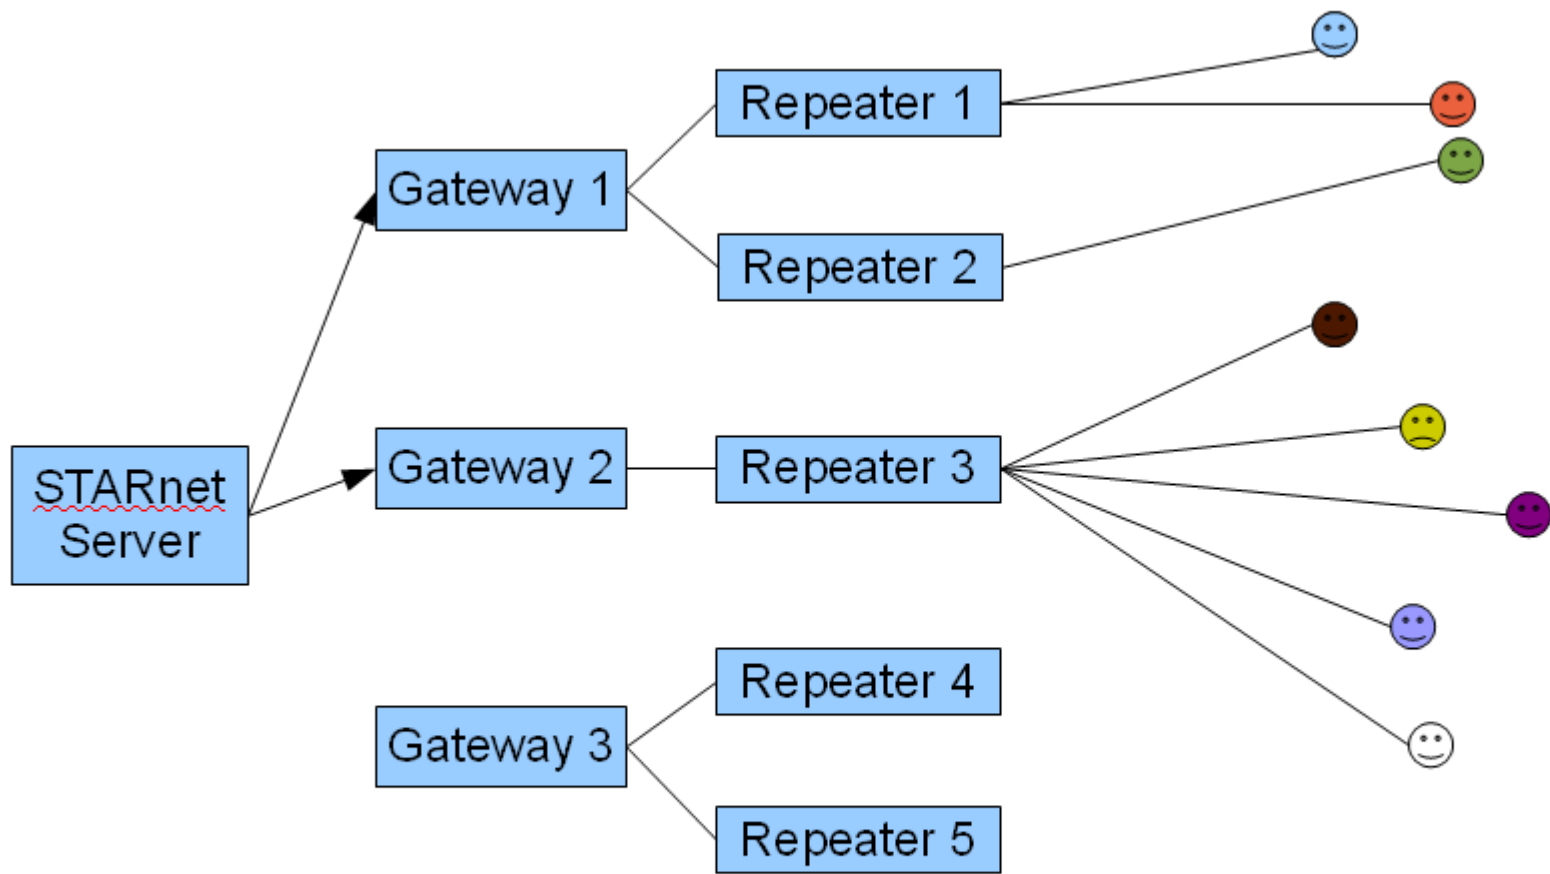 Repeater 1
Gateway 1
Repeater 2
Gateway 2
Repeater 3
STARnet
Server
Repeater 4
Gateway 3
Repeater 5